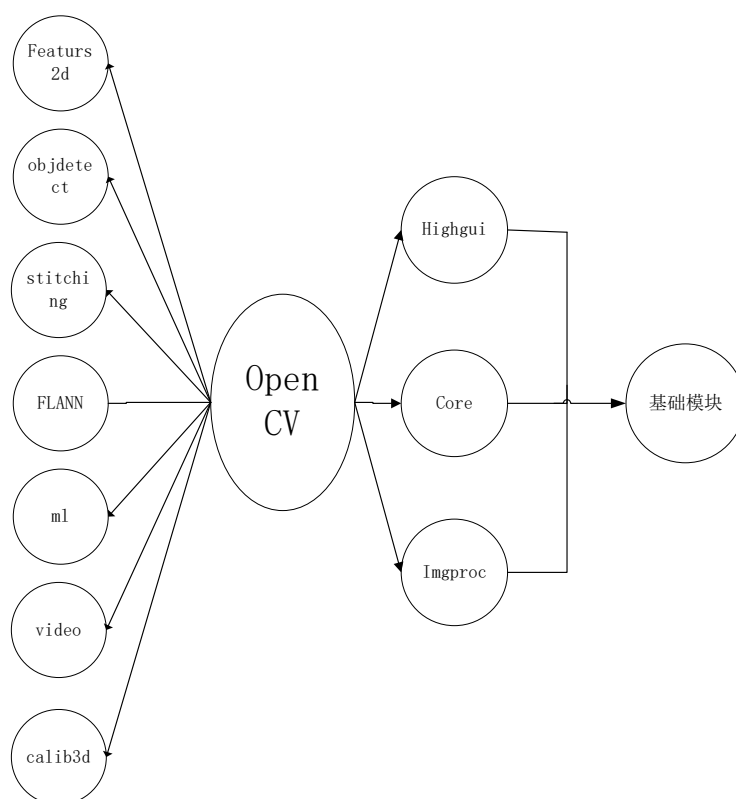 Featurs
2d
objdete
ct
stitchi
ng
FLANN
ml
video
calib3d
Open
CV
Highgui
Core
Imgproc
基础模块